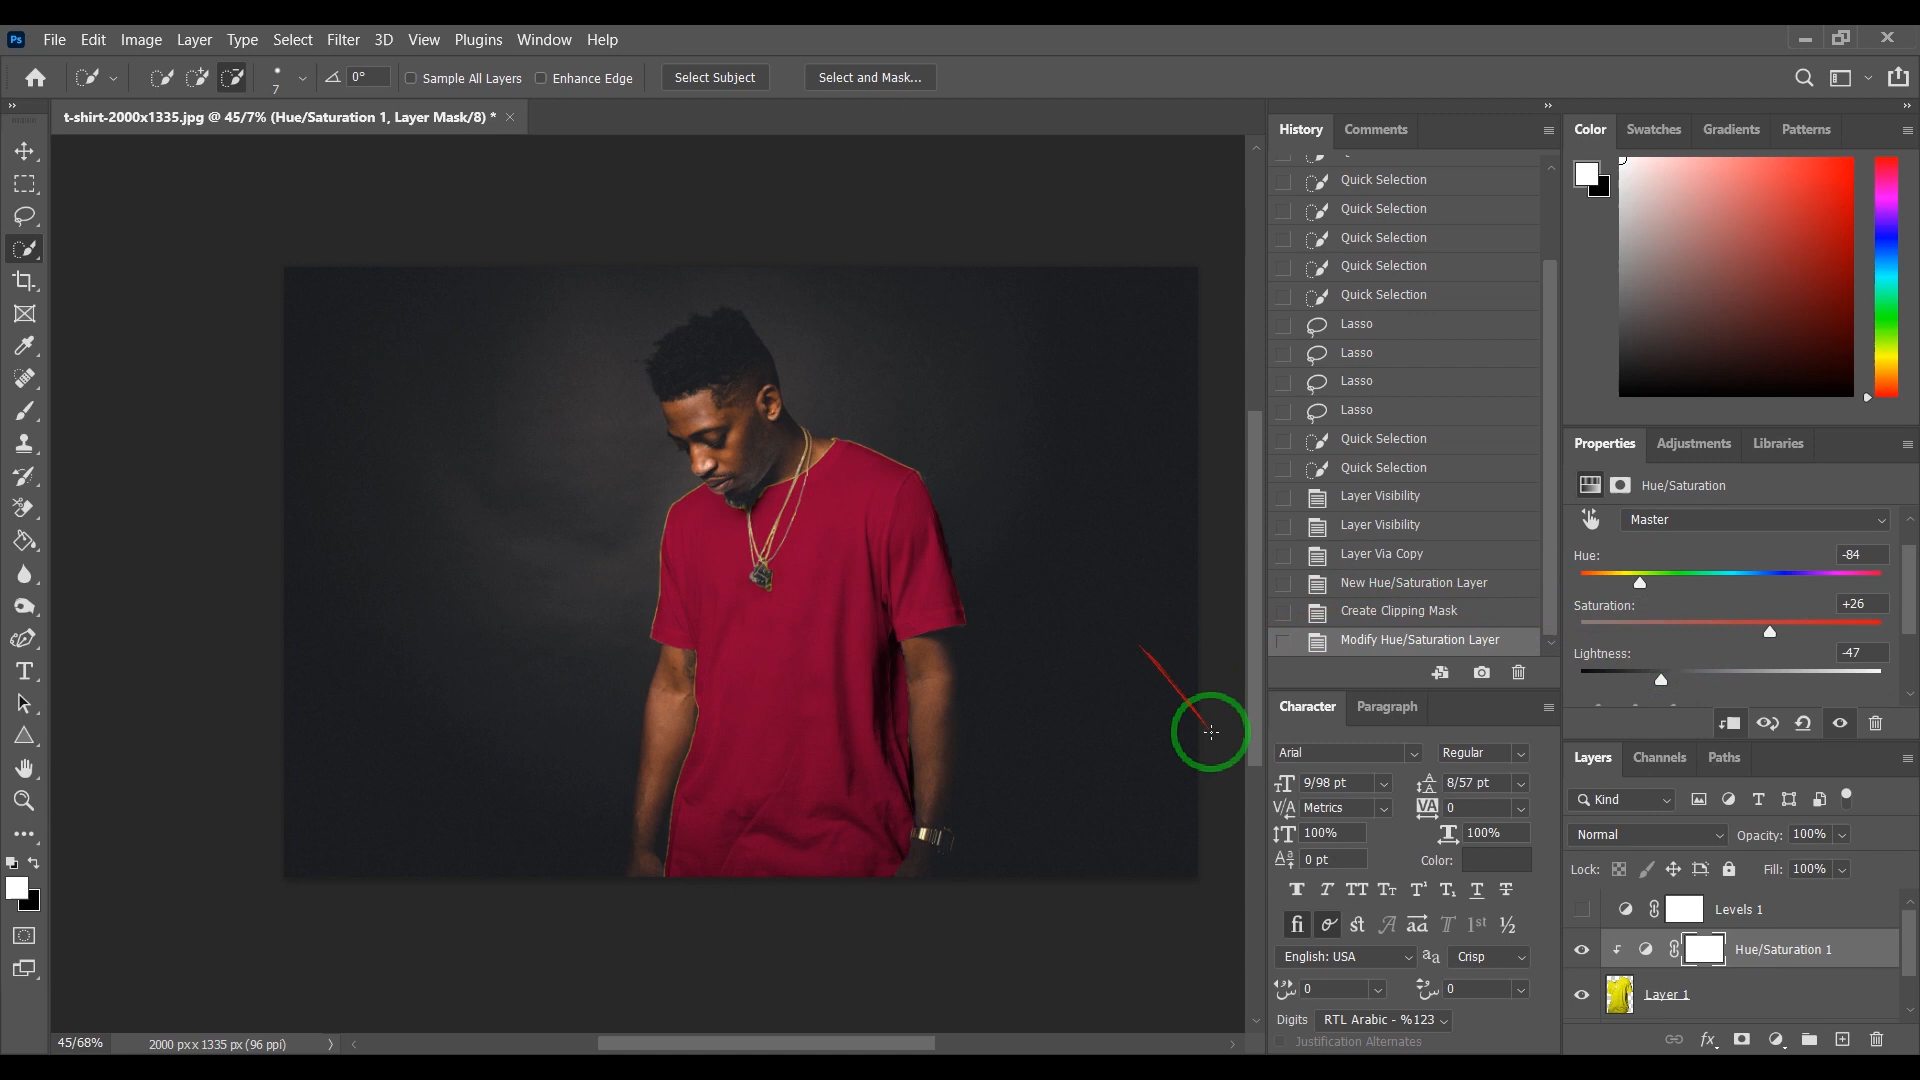 Ps File Edit Image Layer Type Select Filter 3D View Plugins Window Help
7 0° Sample All Layers Enhance Edge Select Subject Select and Mask...
t-shirt-2000x1335.jpg @ 45/7% (Hue/Saturation 1, Layer Mask/8) *
History Comments
Quick Selection
Quick Selection
Quick Selection
Quick Selection
Quick Selection
Lasso
Lasso
Lasso
Lasso
Quick Selection
Quick Selection
Layer Visibility
Layer Visibility
Layer Via Copy
New Hue/Saturation Layer
Create Clipping Mask
Modify Hue/Saturation Layer
Character Paragraph
Arial Regular
9/98 pt 8/57 pt
Metrics 0
100% 100%
0 pt Color:
English: USA aa Crisp
0 0
Digits RTL Arabic - %123
Justification Alternates
Color Swatches Gradients Patterns
Properties Adjustments Libraries
Hue/Saturation
Master
Hue: -84
Saturation: +26
Lightness: -47
Layers Channels Paths
Kind
Normal Opacity: 100%
Lock: Fill: 100%
Levels 1
Hue/Saturation 1
Layer 1
45/68% 2000 px x 1335 px (96 ppi)